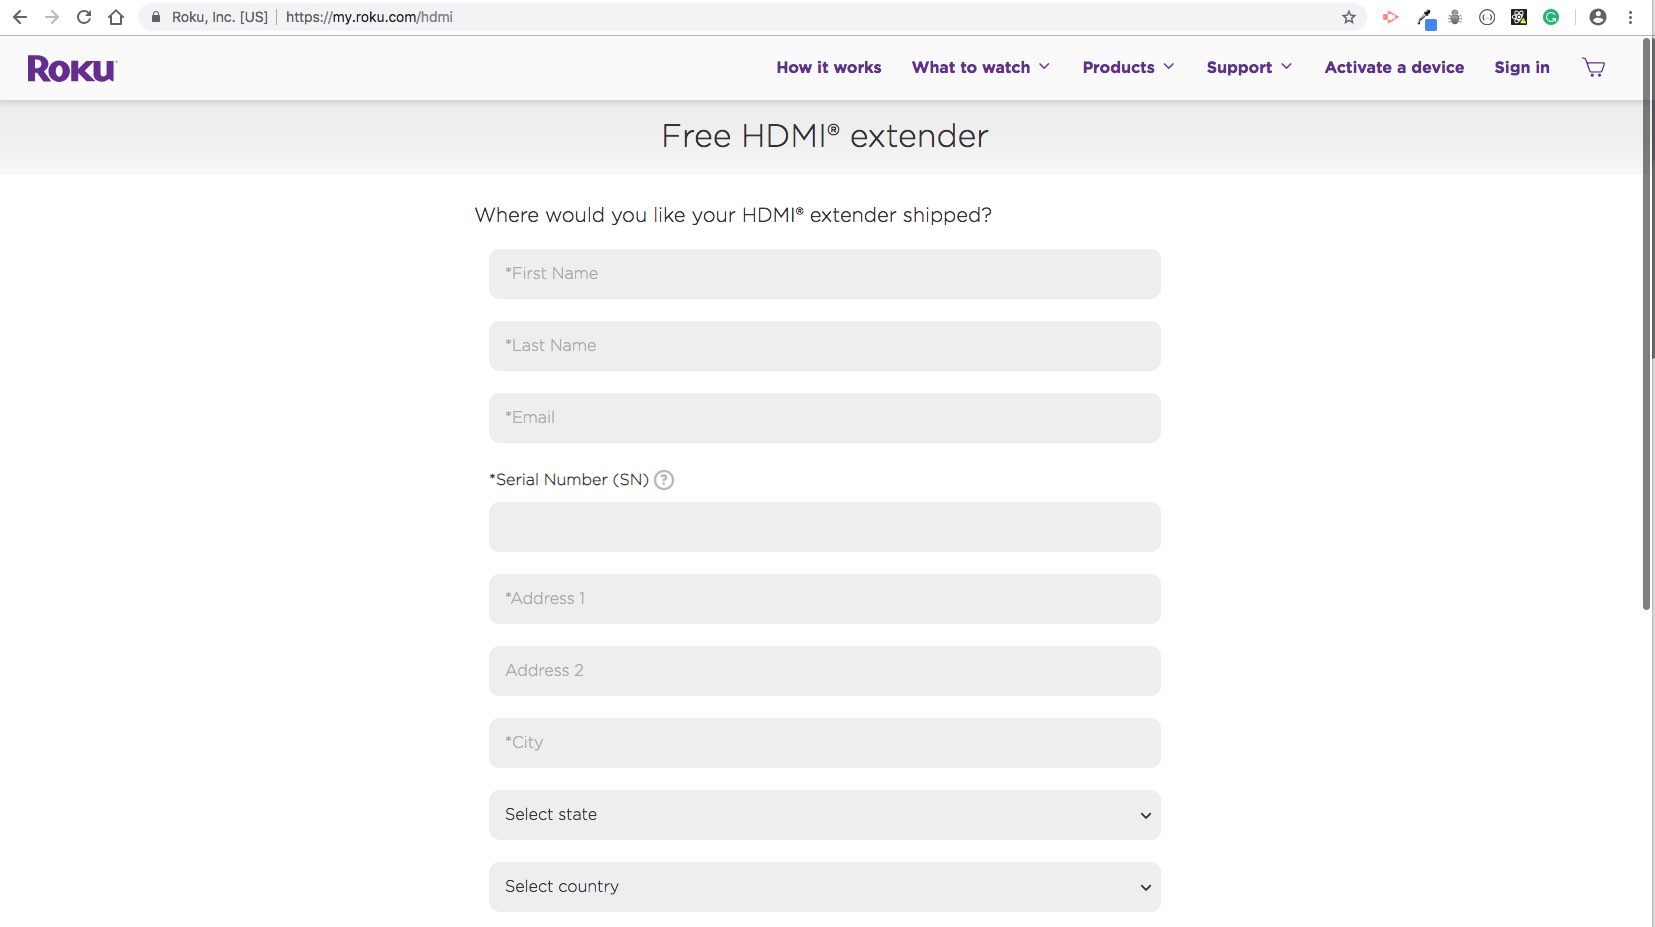 Roku, Inc. [US] | https://my.roku.com/hdmi
ROKU How it works What to watch Products Support Activate a device Sign in
Free HDMI® extender
Where would you like your HDMI® extender shipped?
*First Name
*Last Name
*Email
*Serial Number (SN) ?
*Address 1
Address 2
*City
Select state
Select country